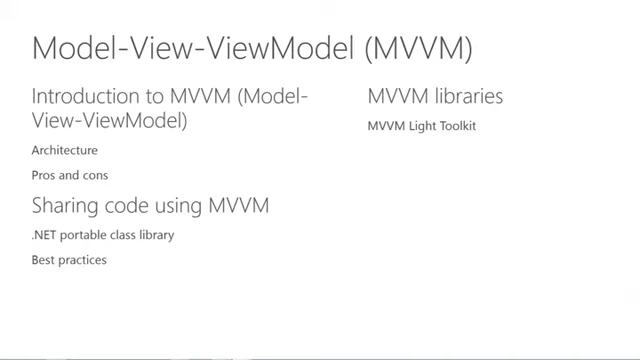 Model-View-ViewModel (MVVM)
Introduction to MVVM (Model-
View-ViewModel)
Architecture
Pros and cons
Sharing code using MVVM
.NET portable class library
Best practices
MVVM libraries
MVVM Light Toolkit